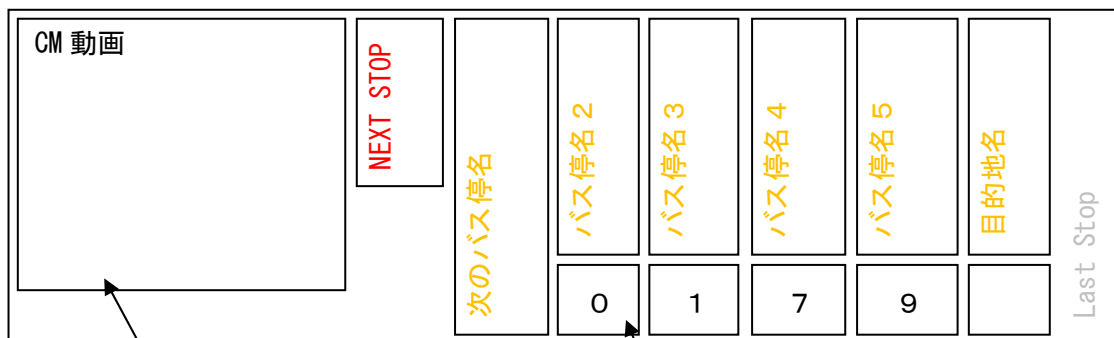 CM 動画
NEXT STOP
次のバス停名
バス停名 2
バス停名 3
バス停名 4
バス停名 5
目的地名
Last Stop
0
1
7
9